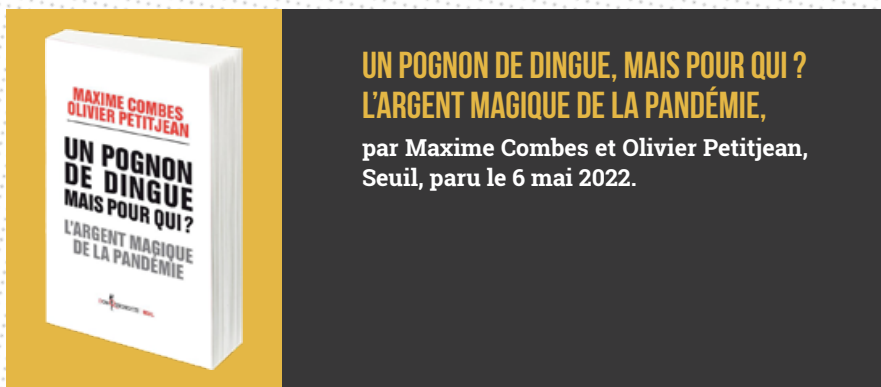 MAXIME COMBES
OLIVIER PETITJEAN
UN POGNON
DE DINGUE
MAIS POUR QUI ?
L'ARGENT MAGIQUE
DE LA PANDÉMIE
UN POGNON DE DINGUE, MAIS POUR QUI ?
L'ARGENT MAGIQUE DE LA PANDÉMIE,
par Maxime Combes et Olivier Petitjean,
Seuil, paru le 6 mai 2022.